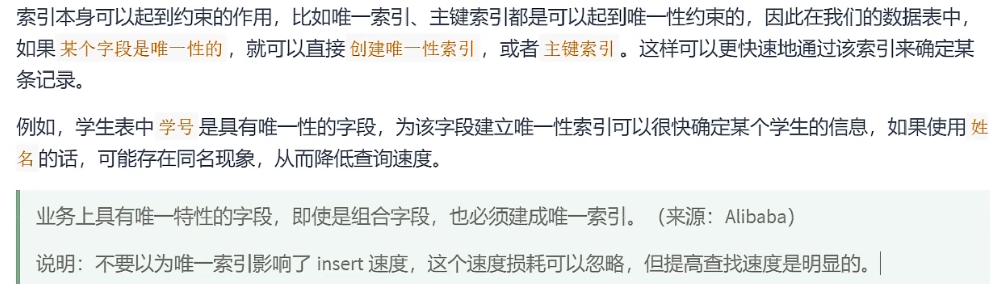 索引本身可以起到约束的作用，比如唯一索引、主键索引都是可以起到唯一性约束的，因此在我们的数据表中，
如果 某个字段是唯一性的 ，就可以直接 创建唯一性索引 ，或者 主键索引 。这样可以更快速地通过该索引来确定某
条记录。
例如，学生表中 学号 是具有唯一性的字段，为该字段建立唯一性索引可以很快确定某个学生的信息，如果使用 姓
名 的话，可能存在同名现象，从而降低查询速度。
业务上具有唯一特性的字段，即使是组合字段，也必须建成唯一索引。（来源：Alibaba）
说明：不要以为唯一索引影响了 insert 速度，这个速度损耗可以忽略，但提高查找速度是明显的。